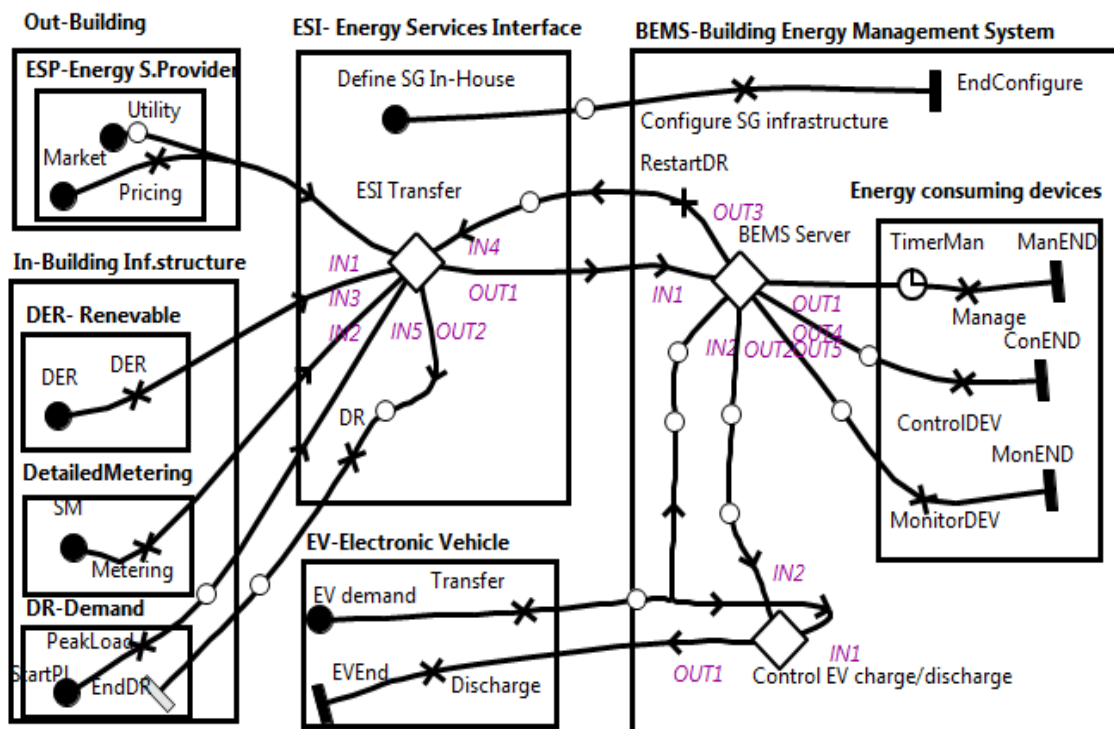 Out-Building
ESP-Energy S.Provider
Utility
Market
Pricing
In-Building Inf.structure
DER- Renevable
DER
DER
DetailedMetering
SM
Metering
DR-Demand
PeakLoad
StartPL
EndDR
ESI- Energy Services Interface
Define SG In-House
ESI Transfer
IN1
IN3
IN2
IN5
OUT2
IN4
OUT1
DR
EV-Electronic Vehicle
EV demand
Transfer
EVEnd
Discharge
BEMS-Building Energy Management System
EndConfigure
Configure SG infrastructure
RestartDR
OUT3
BEMS Server
IN1
OUT1
OUT4
IN2
OUT2
OUT5
Energy consuming devices
TimerMan
ManEND
Manage
ConEND
ControlDEV
MonEND
MonitorDEV
IN2
IN1
OUT1
Control EV charge/discharge